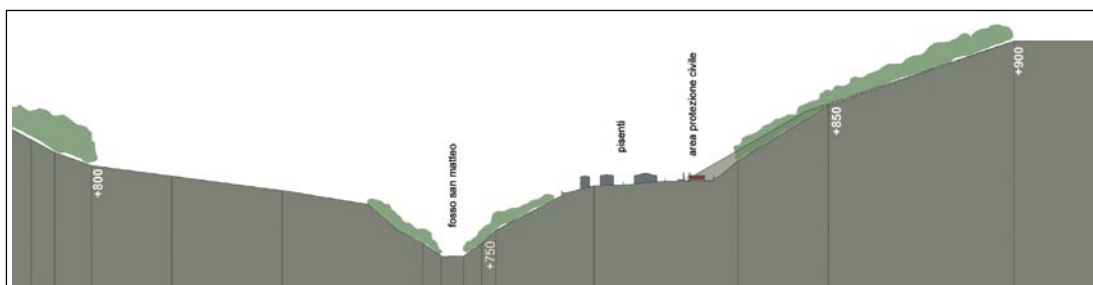 +800
fosso san matteo
+750
pisenti
area protezione civile
+850
+900